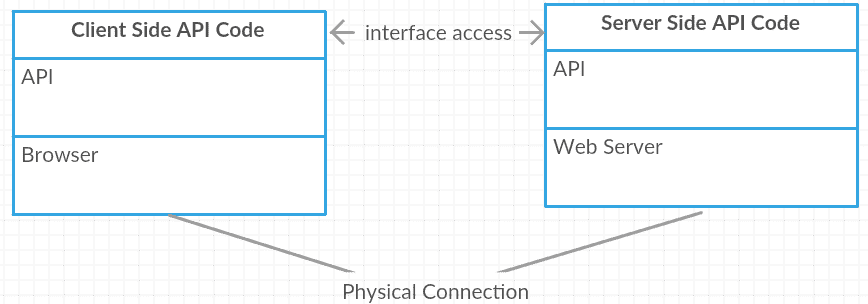 Client Side API Code
API
Browser
interface access
Server Side API Code
API
Web Server
Physical Connection